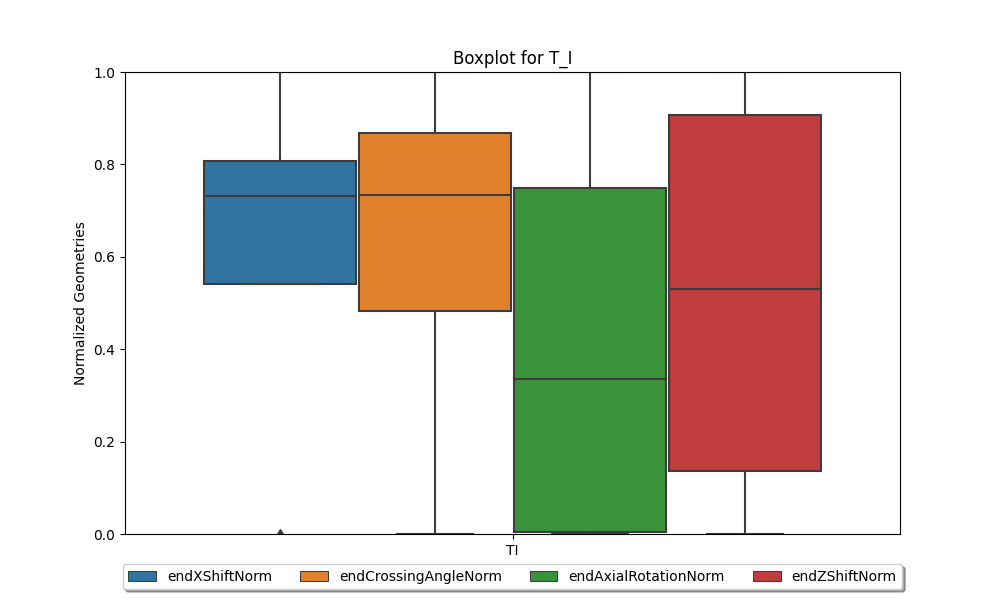 Boxplot for T_I
1.0
0.8
0.6
0.4
0.2
0.0
Normalized Geometries
TI
endXShiftNorm endCrossingAngleNorm endAxialRotationNorm endZShiftNorm